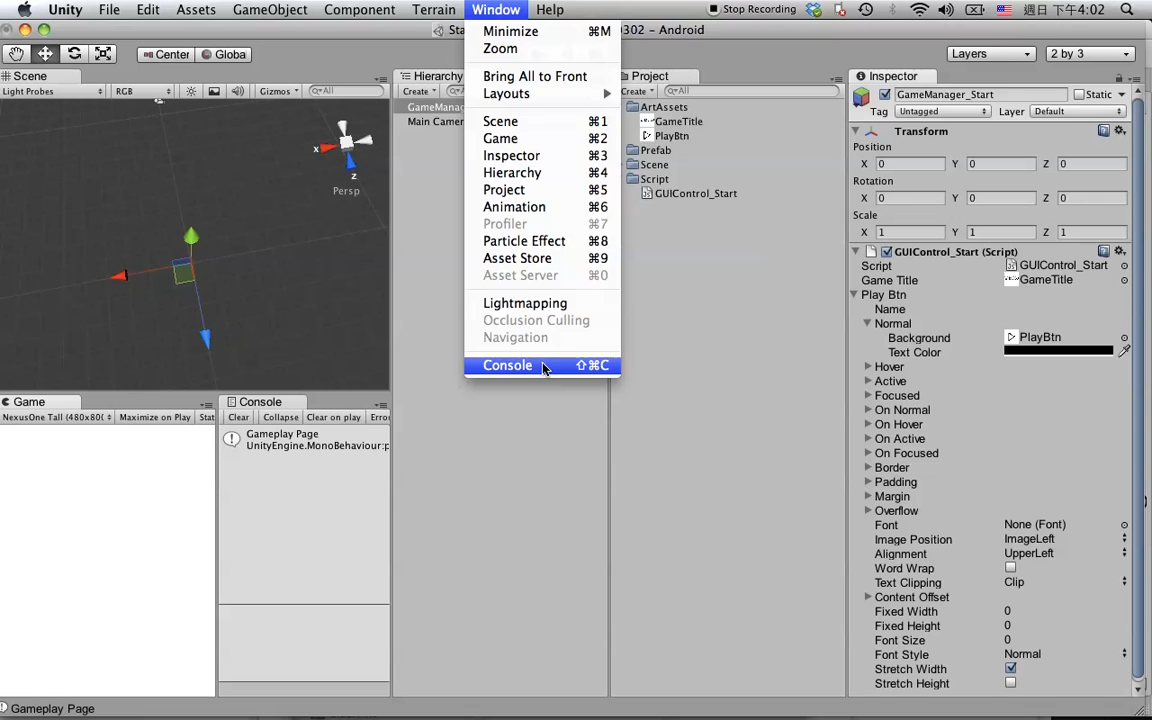 Unity File Edit Assets GameObject Component Terrain Window Help Stop Recording 週日 下午4:02
0302 - Android
Center Global Layers 2 by 3
Scene
Light Probes RGB Gizmos All
x
z
Persp
Hierarchy
Create
GameManag
Main Camer
Minimize ⌘M
Zoom
Bring All to Front
Layouts
Scene ⌘1
Game ⌘2
Inspector ⌘3
Hierarchy ⌘4
Project ⌘5
Animation ⌘6
Profiler ⌘7
Particle Effect ⌘8
Asset Store ⌘9
Asset Server ⌘0
Lightmapping
Occlusion Culling
Navigation
Console ⇧⌘C
Project
Create All
ArtAssets
GameTitle
PlayBtn
Prefab
Scene
Script
GUIControl_Start
Inspector
GameManager_Start Static
Tag Untagged Layer Default
Transform
Position
X 0 Y 0 Z 0
Rotation
X 0 Y 0 Z 0
Scale
X 1 Y 1 Z 1
GUIControl_Start (Script)
Script GUIControl_Start
Game Title GameTitle
Play Btn
Name
Normal
Background PlayBtn
Text Color
Hover
Active
Focused
On Normal
On Hover
On Active
On Focused
Border
Padding
Margin
Overflow
Font None (Font)
Image Position ImageLeft
Alignment UpperLeft
Word Wrap
Text Clipping Clip
Content Offset
Fixed Width 0
Fixed Height 0
Font Size 0
Font Style Normal
Stretch Width
Stretch Height
Game
NexusOne Tall (480x80( Maximize on Play Stat
Console
Clear Collapse Clear on play Erro
Gameplay Page
UnityEngine.MonoBehaviour:p
Gameplay Page